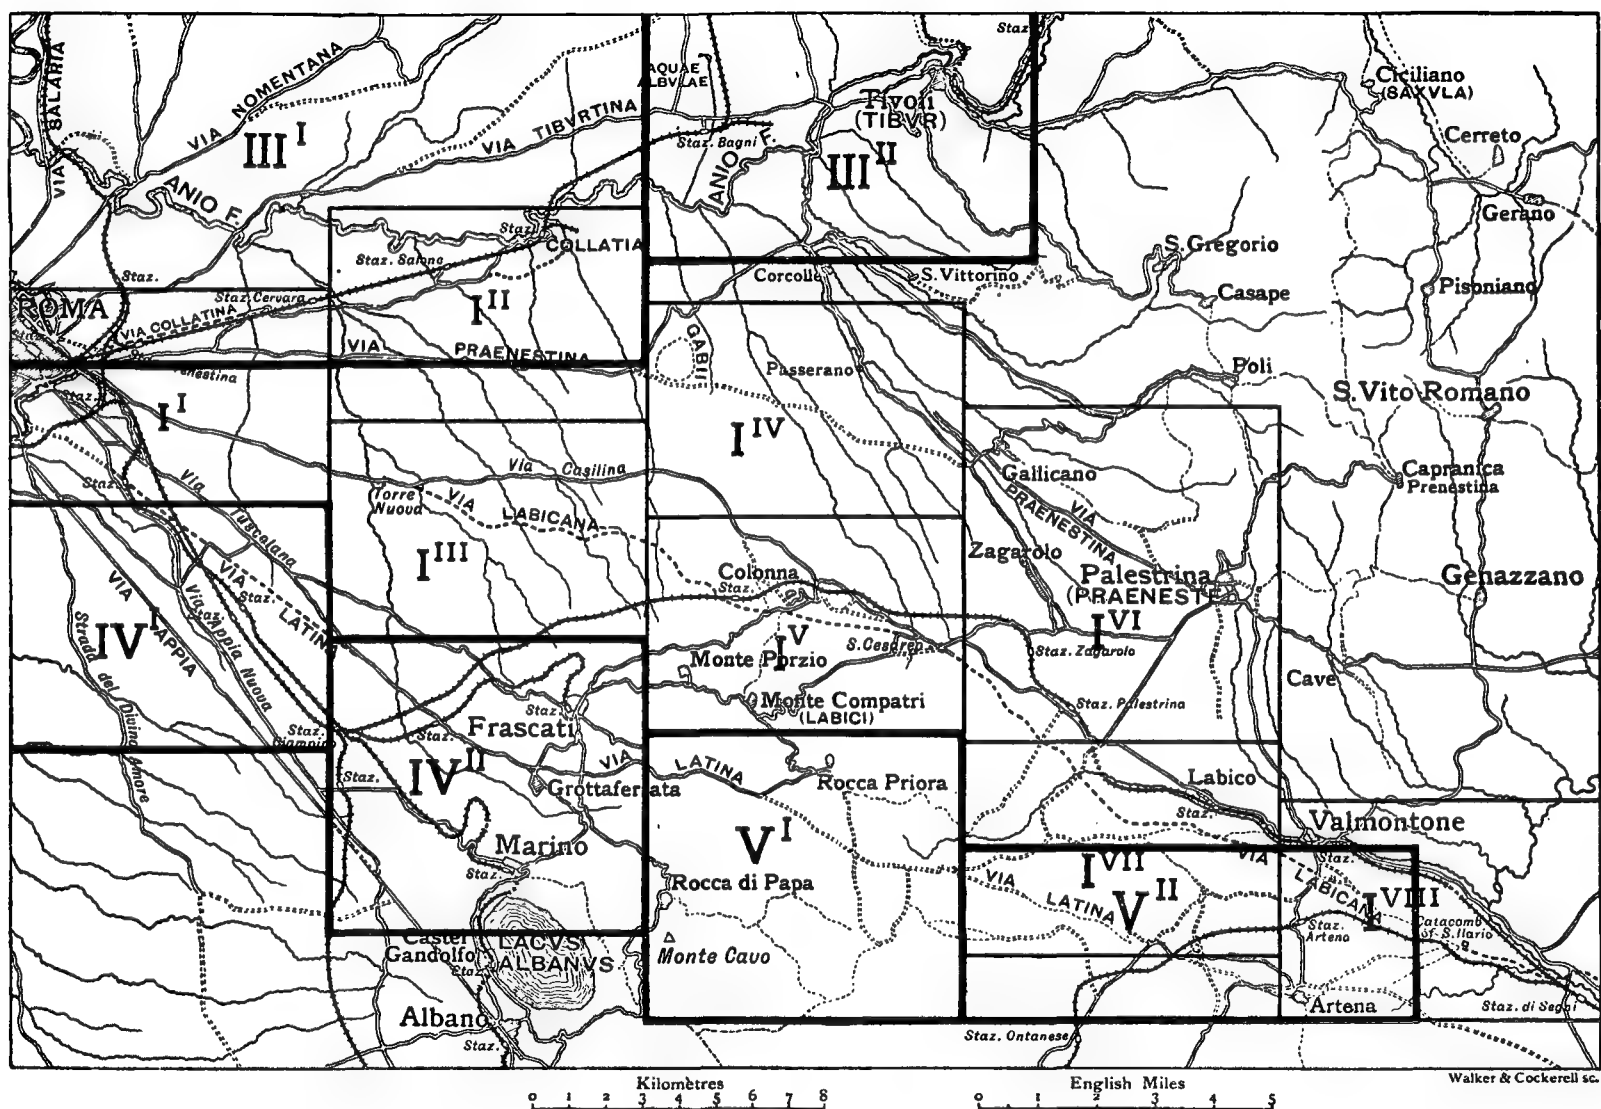 VIA SALARIA
VIA NOMENTANA
III I
ANIO F.
VIA TIBVRTINA
AQUAE
ALBVLAE
Staz. Bagni
ANIO F.
Tivoli
(TIBVR)
III II
Staz.
Ciciliano
(SAXVLA)
Cerreto
Gerano
S. Gregorio
Casape
Pisoniano
Staz.
ROMA
Staz. Cervara
VIA COLLATINA
Staz. Salone
Staz.
COLLATIA
I II
VIA PRAENESTINA
Corcolle
S. Vittorino
GABII
Passerano
Poli
S. Vito Romano
Staz.
I I
I IV
Via Casilina
Gallicano
Capranica
Prenestina
Staz.
Via Tuscolana
Torre
Nuova
VIA LABICANA
I III
VIA PRAENESTINA
Zagarolo
Palestrina
(PRAENESTE)
Genazzano
Colonna
Staz.
VIA APPIA
Via Appia Nuova
VIA LATINA
Staz.
IV I
Strada del Divino Amore
I V
S. Cesareo
I VI
Staz. Zagarolo
Monte Porzio
Monte Compatri
(LABICI)
Cave
Staz. Palestrina
Staz.
Ciampino
Staz.
Frascati
Staz.
IV II
Staz.
Grottaferrata
VIA LATINA
Rocca Priora
Labico
Staz.
Valmontone
Staz.
Marino
Staz.
V I
Rocca di Papa
I VII
V II
VIA LATINA
VIA LABICANA
I VIII
Catacomb
of S. Ilario
Staz.
Artena
Castel
Gandolfo
Staz.
LACVS
ALBANVS
Monte Cavo
Artena
Staz. di Segni
Albano
Staz.
Staz. Ontanese
Kilomètres
0 1 2 3 4 5 6 7 8
English Miles
0 1 2 3 4 5
Walker & Cockerell sc.